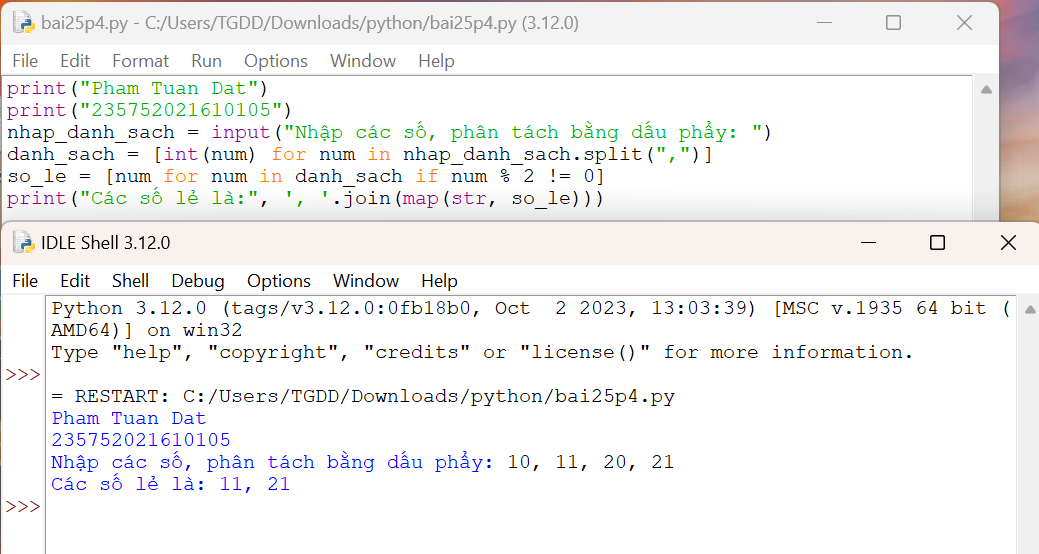 bai25p4.py - C:/Users/TGDD/Downloads/python/bai25p4.py (3.12.0)
File Edit Format Run Options Window Help
print("Pham Tuan Dat")
print("235752021610105")
nhap_danh_sach = input("Nhập các số, phân tách bằng dấu phẩy: ")
danh_sach = [int(num) for num in nhap_danh_sach.split(",")]
so_le = [num for num in danh_sach if num % 2 != 0]
print("Các số lẻ là:", ', '.join(map(str, so_le)))
IDLE Shell 3.12.0
File Edit Shell Debug Options Window Help
Python 3.12.0 (tags/v3.12.0:0fb18b0, Oct  2 2023, 13:03:39) [MSC v.1935 64 bit (
AMD64)] on win32
Type "help", "copyright", "credits" or "license()" for more information.
>>>
= RESTART: C:/Users/TGDD/Downloads/python/bai25p4.py
Pham Tuan Dat
235752021610105
Nhập các số, phân tách bằng dấu phẩy: 10, 11, 20, 21
Các số lẻ là: 11, 21
>>>